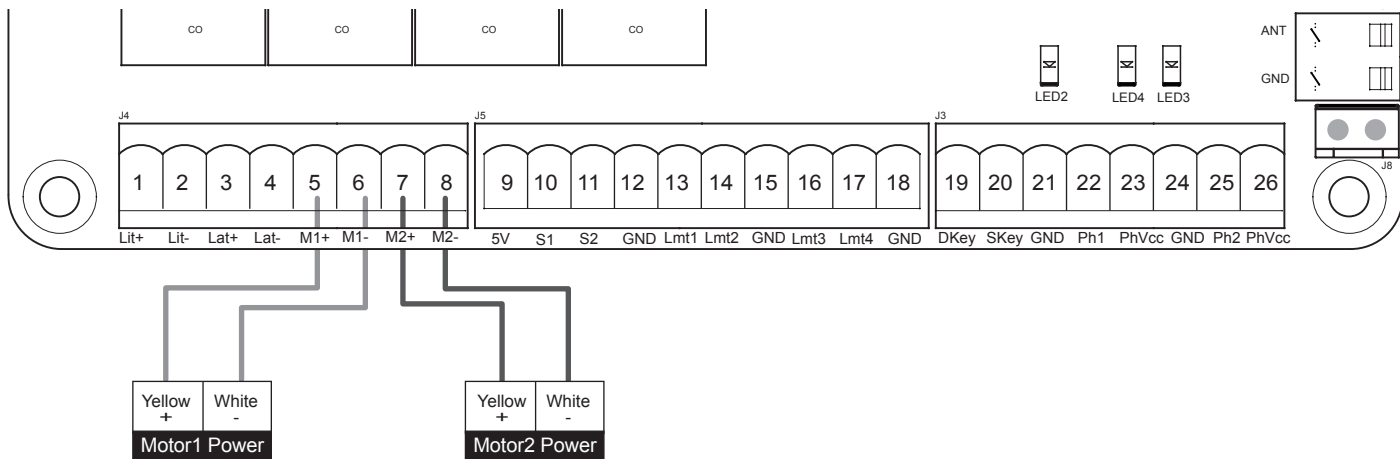 CO CO CO CO
ANT
GND
LED2 LED4 LED3
J4 J5 J3
J8
1 2 3 4 5 6 7 8 9 10 11 12 13 14 15 16 17 18 19 20 21 22 23 24 25 26
Lit+ Lit- Lat+ Lat- M1+ M1- M2+ M2- 5V S1 S2 GND Lmt1 Lmt2 GND Lmt3 Lmt4 GND DKey SKey GND Ph1 PhVcc GND Ph2 PhVcc
Yellow White Yellow White
+ - + -
Motor1 Power Motor2 Power